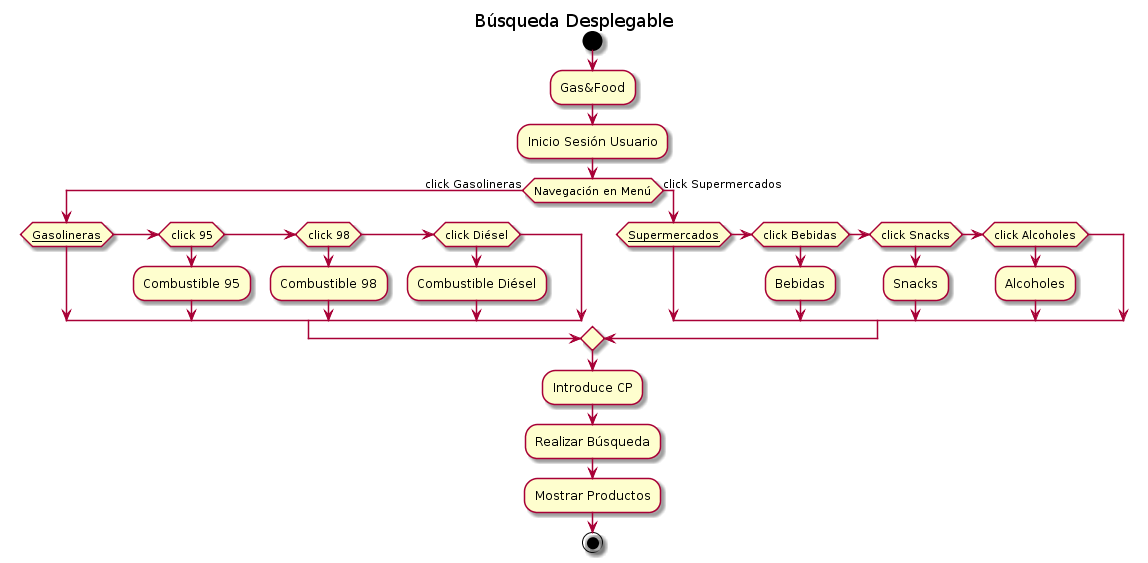 Búsqueda Desplegable
Gas&Food
Inicio Sesión Usuario
click Gasolineras
Navegación en Menú
click Supermercados
Gasolineras
click 95
click 98
click Diésel
Supermercados
click Bebidas
click Snacks
click Alcoholes
Combustible 95
Combustible 98
Combustible Diésel
Bebidas
Snacks
Alcoholes
Introduce CP
Realizar Búsqueda
Mostrar Productos